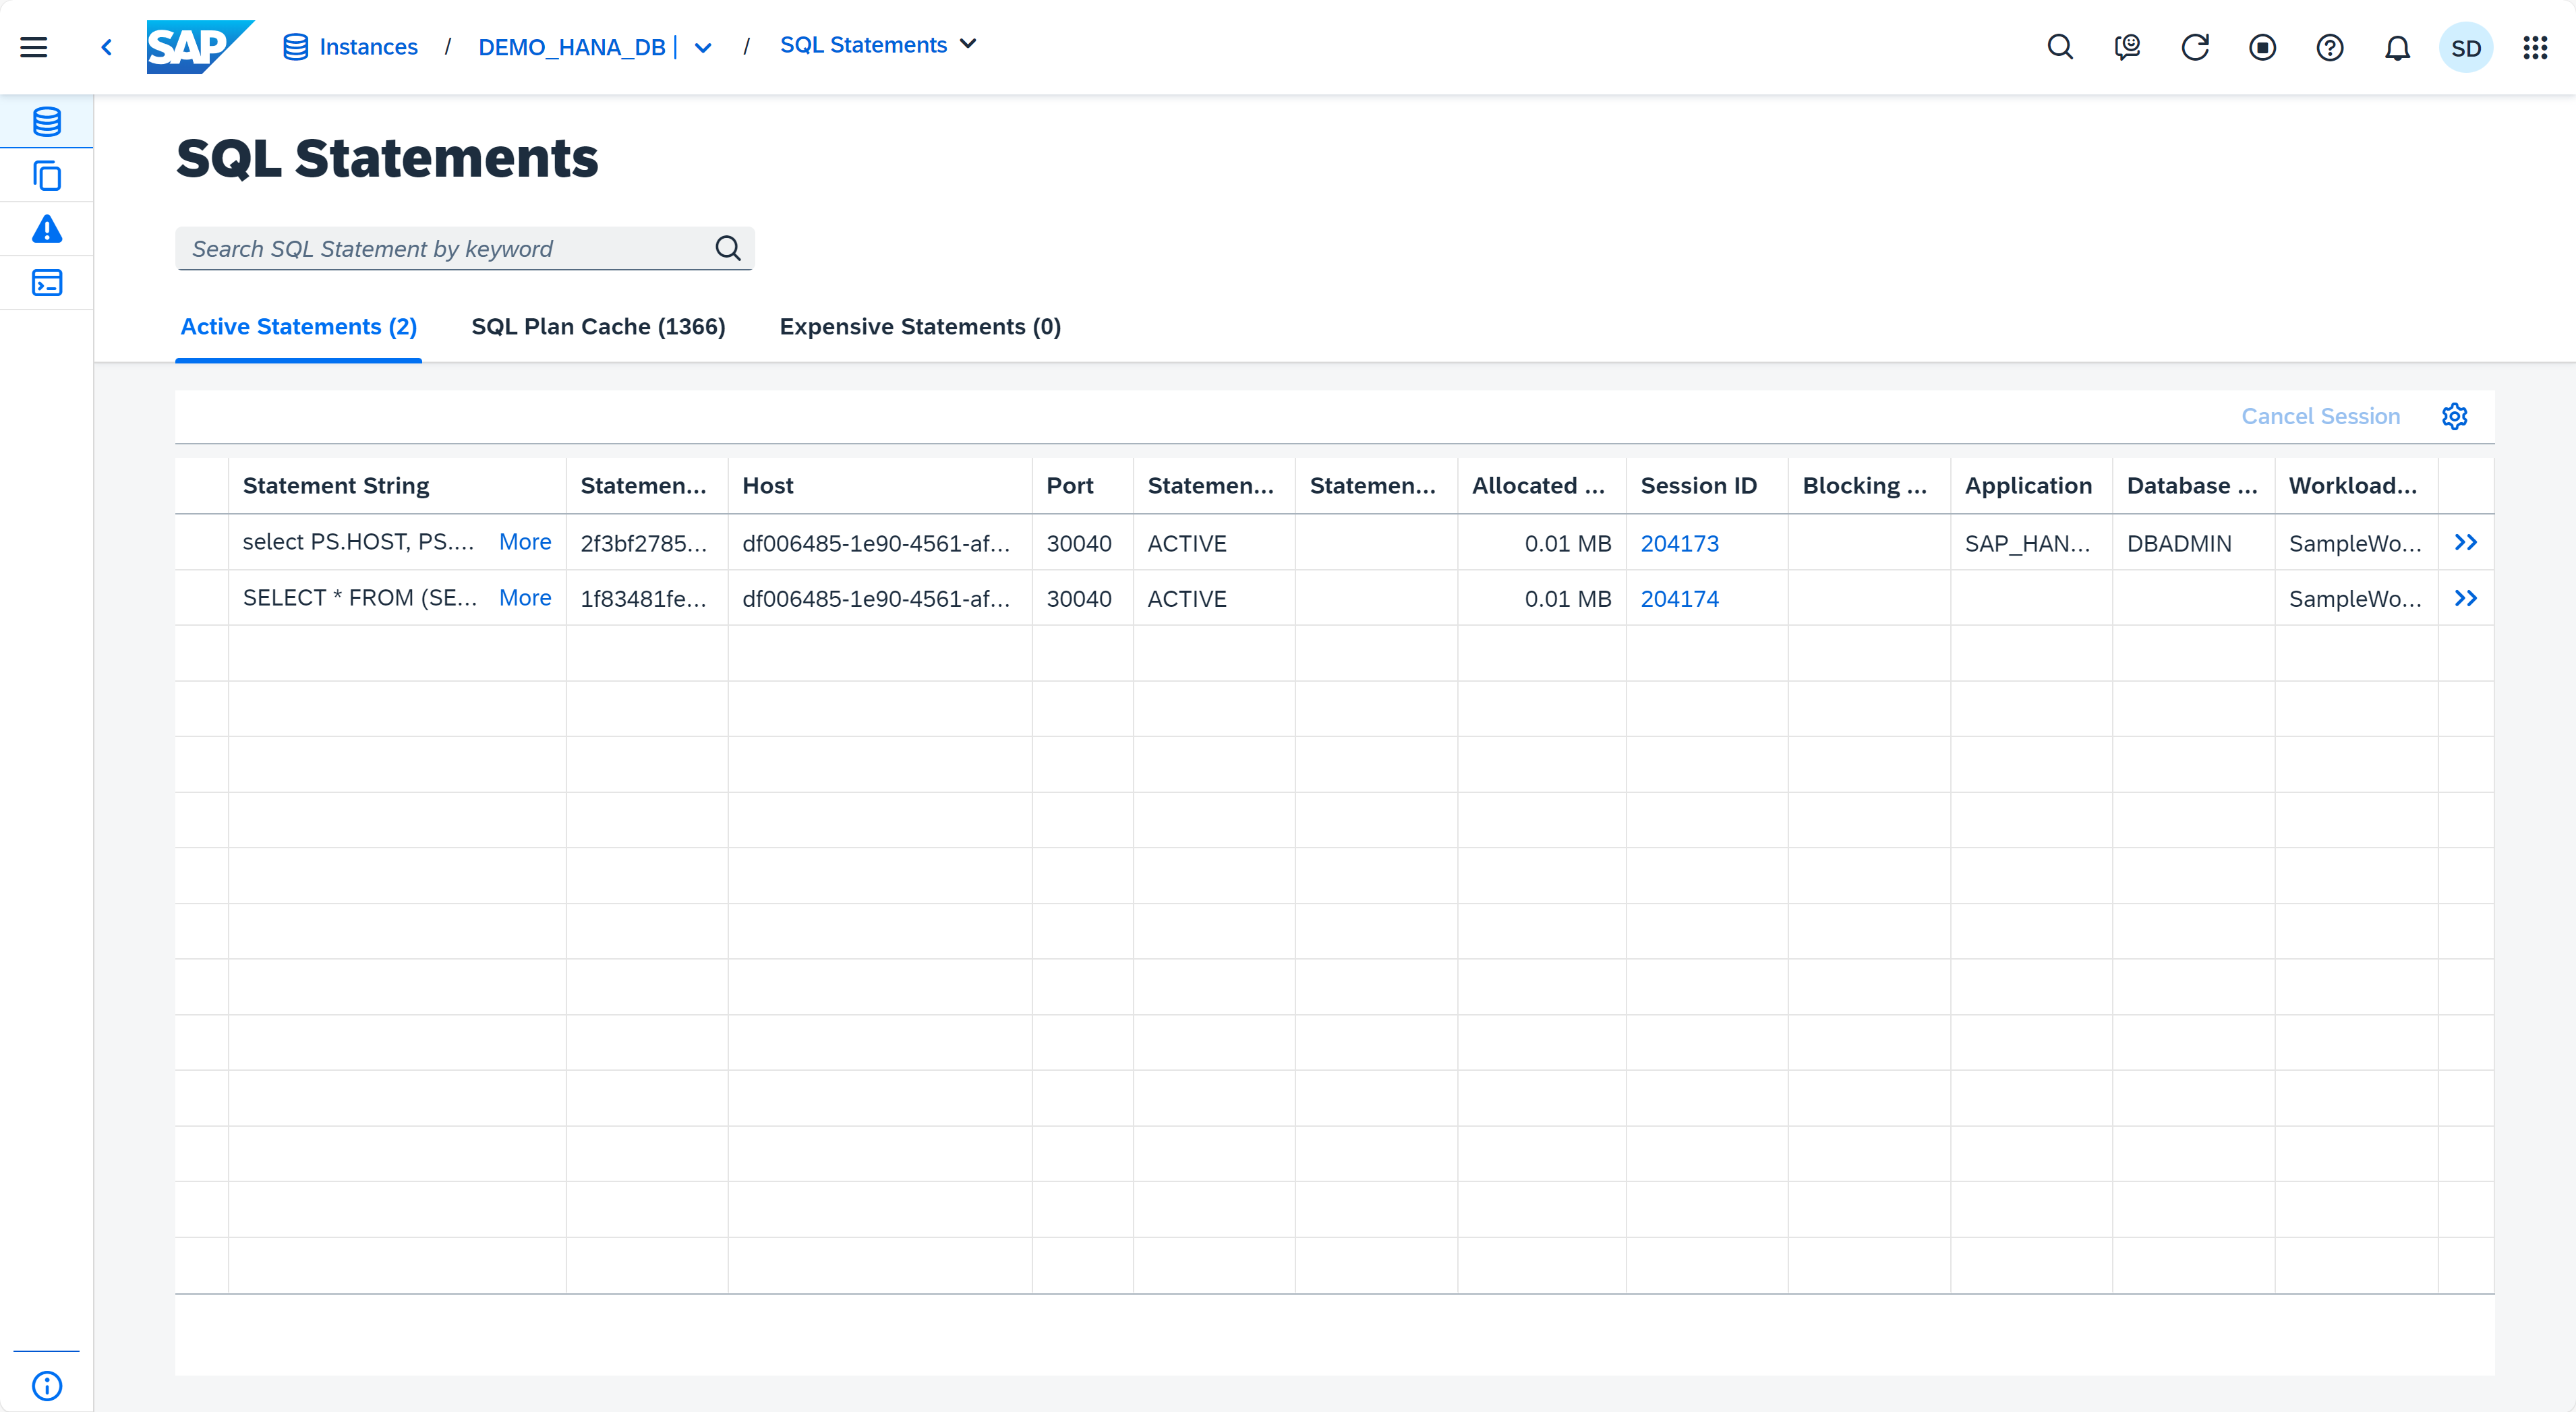 SAP Instances / DEMO_HANA_DB | / SQL Statements SD
SQL Statements
Search SQL Statement by keyword
Active Statements (2) SQL Plan Cache (1366) Expensive Statements (0)
Cancel Session
Statement String Statemen... Host Port Statemen... Statemen... Allocated ... Session ID Blocking ... Application Database ... Workload...
select PS.HOST, PS.... More 2f3bf2785... df006485-1e90-4561-af... 30040 ACTIVE 0.01 MB 204173 SAP_HAN... DBADMIN SampleWo...
SELECT * FROM (SE... More 1f83481fe... df006485-1e90-4561-af... 30040 ACTIVE 0.01 MB 204174 SampleWo...